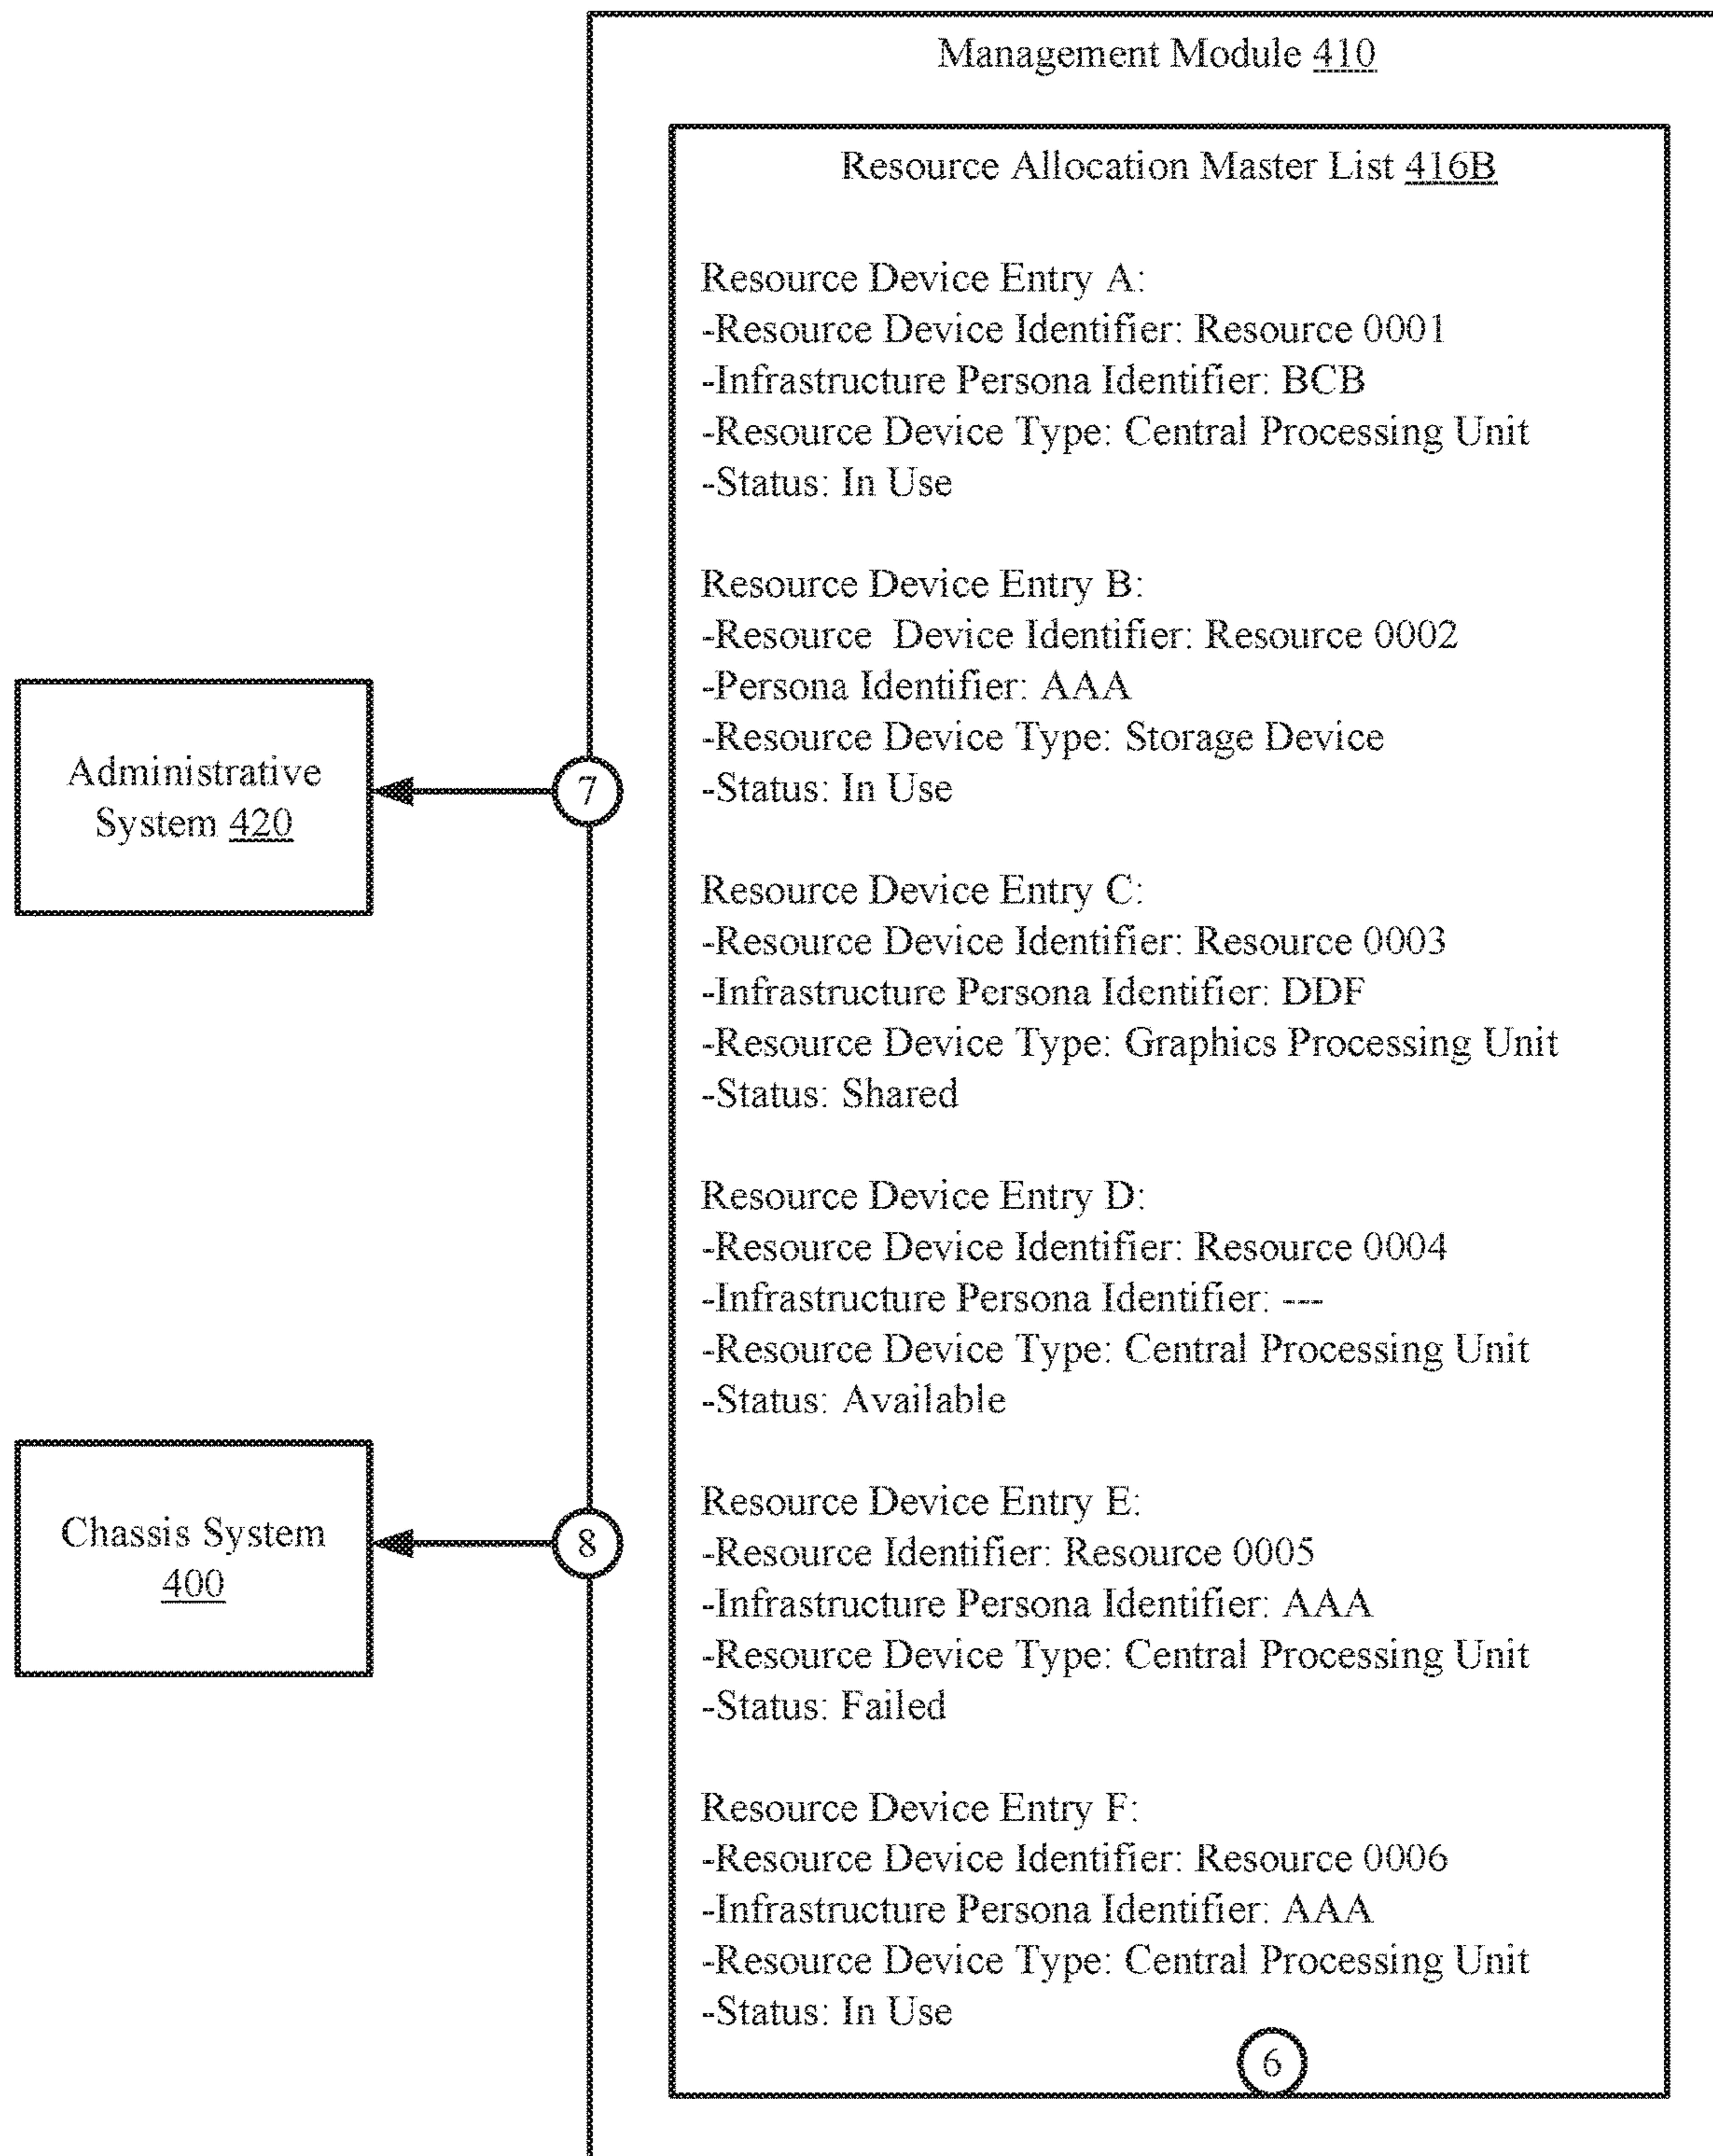 Management Module 410
Resource Allocation Master List 416B
Resource Device Entry A:
-Resource Device Identifier: Resource 0001
-Infrastructure Persona Identifier: BCB
-Resource Device Type: Central Processing Unit
-Status: In Use
Resource Device Entry B:
-Resource  Device Identifier: Resource 0002
-Persona Identifier: AAA
-Resource Device Type: Storage Device
-Status: In Use
Administrative
System 420
7
Resource Device Entry C:
-Resource Device Identifier: Resource 0003
-Infrastructure Persona Identifier: DDF
-Resource Device Type: Graphics Processing Unit
-Status: Shared
Resource Device Entry D:
-Resource Device Identifier: Resource 0004
-Infrastructure Persona Identifier: ---
-Resource Device Type: Central Processing Unit
-Status: Available
Chassis System
400
8
Resource Device Entry E:
-Resource Identifier: Resource 0005
-Infrastructure Persona Identifier: AAA
-Resource Device Type: Central Processing Unit
-Status: Failed
Resource Device Entry F:
-Resource Device Identifier: Resource 0006
-Infrastructure Persona Identifier: AAA
-Resource Device Type: Central Processing Unit
-Status: In Use
6